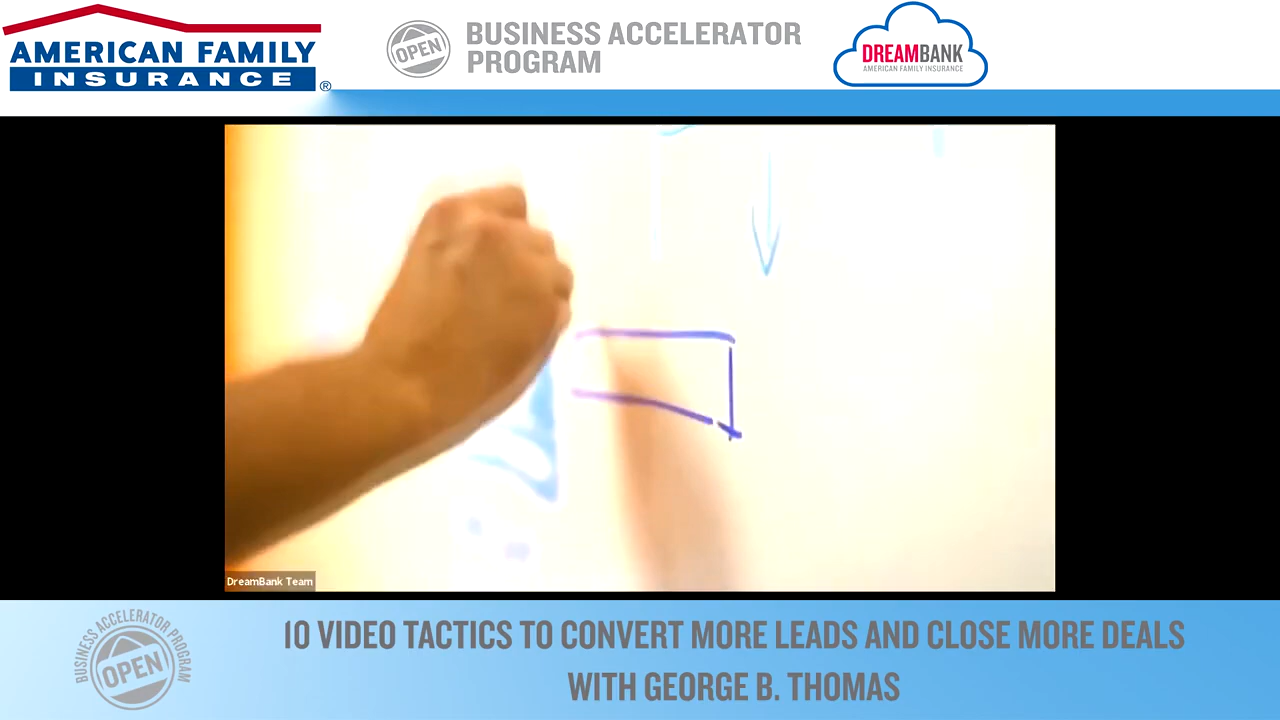 AMERICAN FAMILY
INSURANCE ®
OPEN
BUSINESS ACCELERATOR
PROGRAM
DREAMBANK
AMERICAN FAMILY INSURANCE
DreamBank Team
BUSINESS ACCELERATOR PROGRAM
OPEN
10 VIDEO TACTICS TO CONVERT MORE LEADS AND CLOSE MORE DEALS
WITH GEORGE B. THOMAS